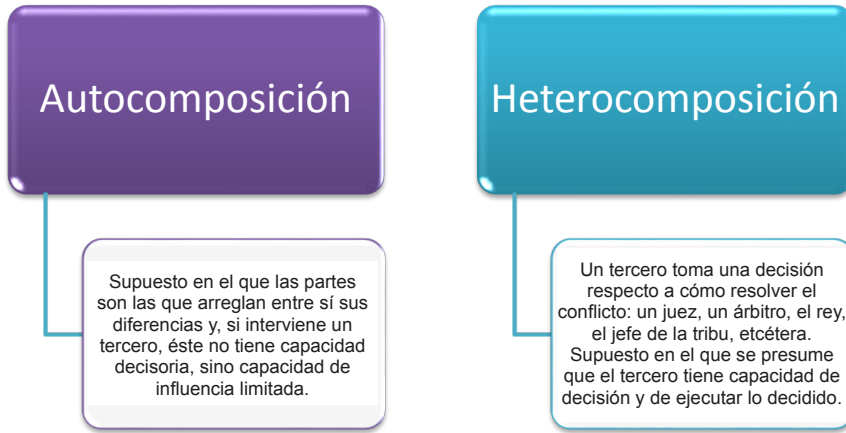 Autocomposición
Supuesto en el que las partes
son las que arreglan entre sí sus
diferencias y, si interviene un
tercero, éste no tiene capacidad
decisoria, sino capacidad de
influencia limitada.
Heterocomposición
Un tercero toma una decisión
respecto a cómo resolver el
conflicto: un juez, un árbitro, el rey,
el jefe de la tribu, etcétera.
Supuesto en el que se presume
que el tercero tiene capacidad de
decisión y de ejecutar lo decidido.